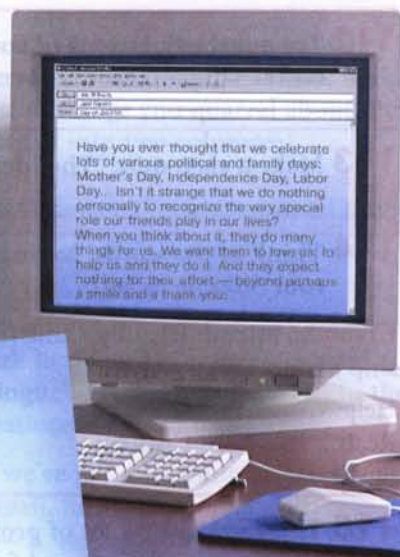 Have you ever thought that we celebrate
lots of various political and family days:
Mother's Day, Independence Day, Labor
Day... Isn't it strange that we do nothing
personally to recognize the very special
role our friends play in our lives?
When you think about it, they do many
things for us. We want them to love us, to
help us and they do it. And they expect
nothing for their effort — beyond perhaps
a smile and a thank you.